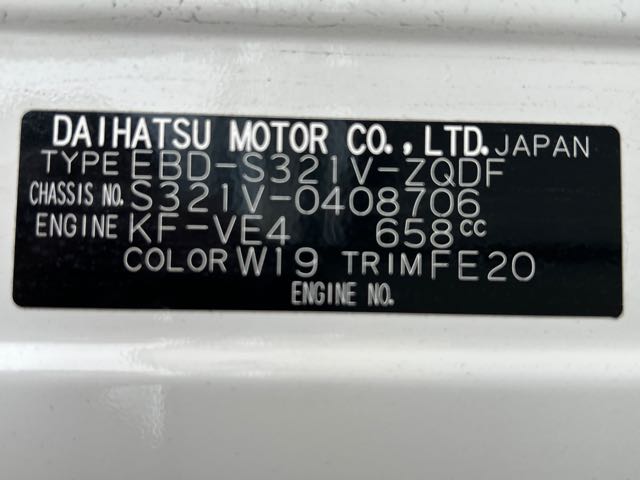 DAIHATSU MOTOR CO., LTD. JAPAN
TYPE EBD-S321V-ZQDF
CHASSIS NO. S321V-0408706
ENGINE KF-VE4 658cc
COLOR W19 TRIM FE20
ENGINE NO.